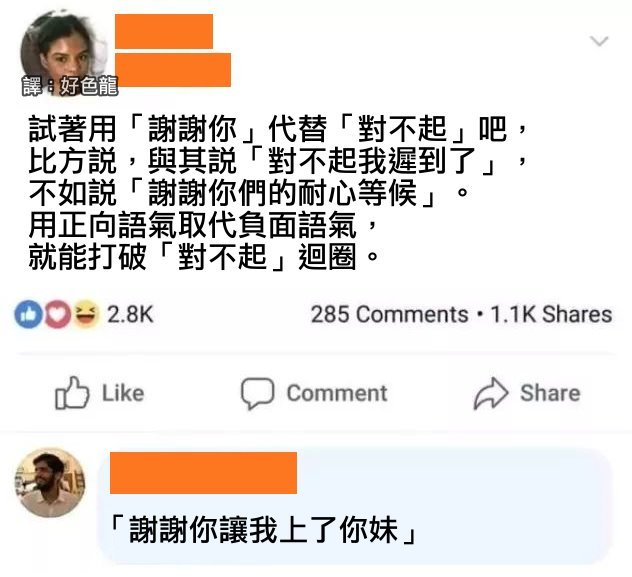 譯：好色龍
試著用「謝謝你」代替「對不起」吧，
比方説，與其説「對不起我遲到了」，
不如説「謝謝你們的耐心等候」。
用正向語氣取代負面語氣，
就能打破「對不起」迴圈。
2.8K 285 Comments • 1.1K Shares
Like Comment Share
「謝謝你讓我上了你妹」